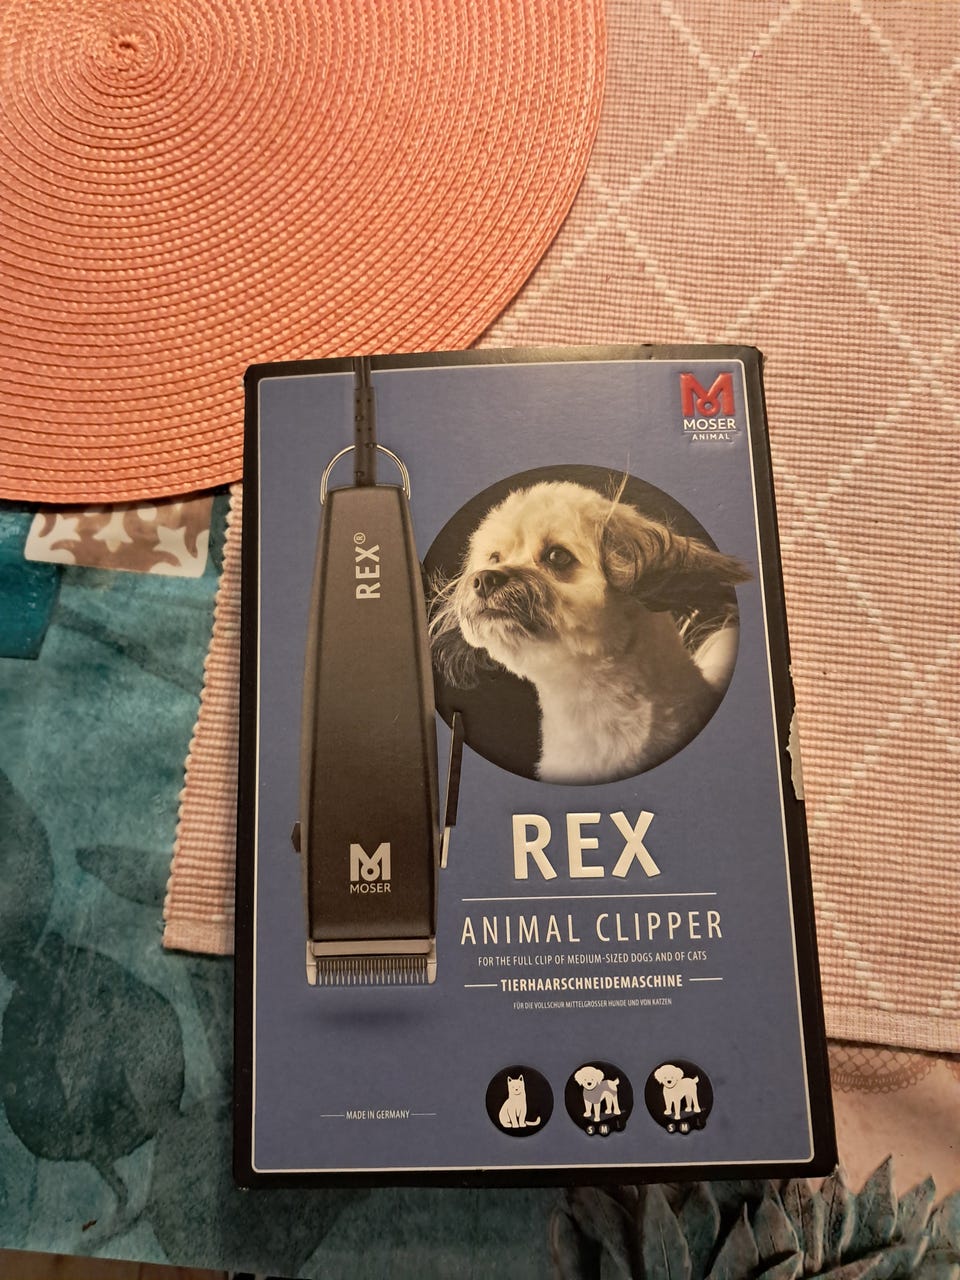 MOSER
ANIMAL
REX®
MOSER
REX
ANIMAL CLIPPER
FOR THE FULL CLIP OF MEDIUM-SIZED DOGS AND OF CATS
TIERHAARSCHNEIDEMASCHINE
FÜR DIE VOLLSCHUR MITTELGROSSER HUNDE UND VON KATZEN
MADE IN GERMANY
S M L
S M L